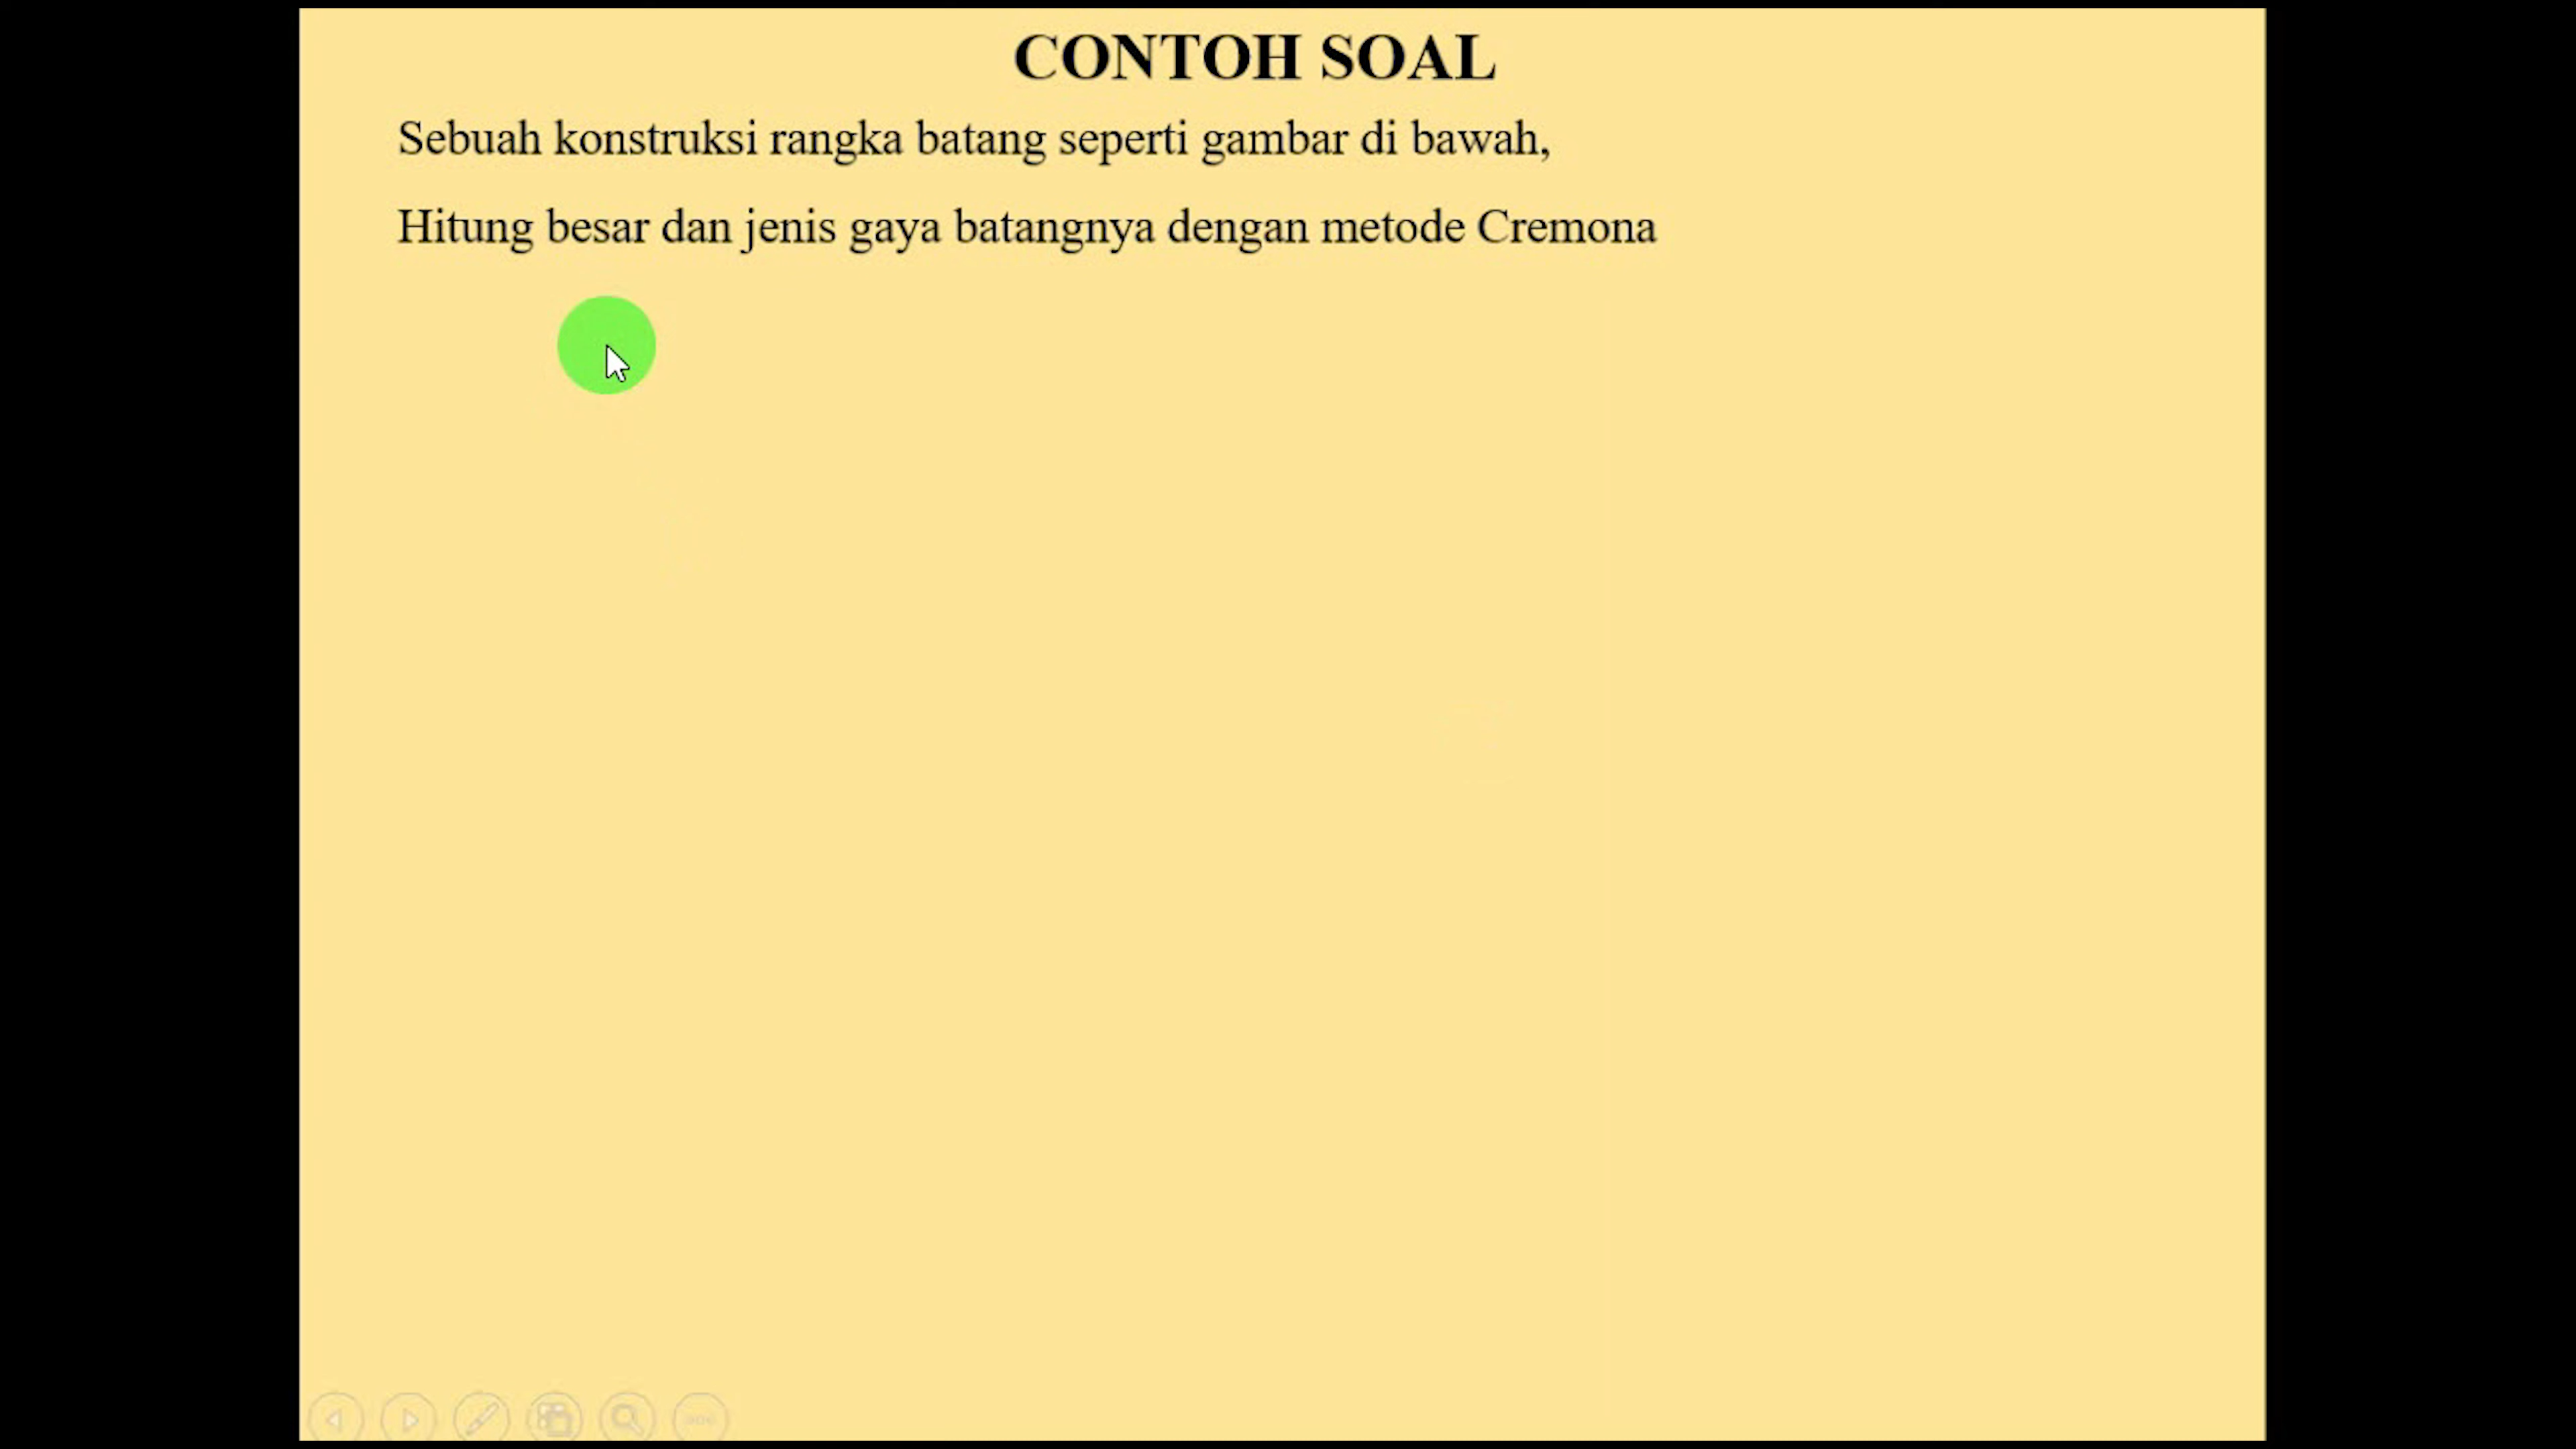 CONTOH SOAL
Sebuah konstruksi rangka batang seperti gambar di bawah,
Hitung besar dan jenis gaya batangnya dengan metode Cremona